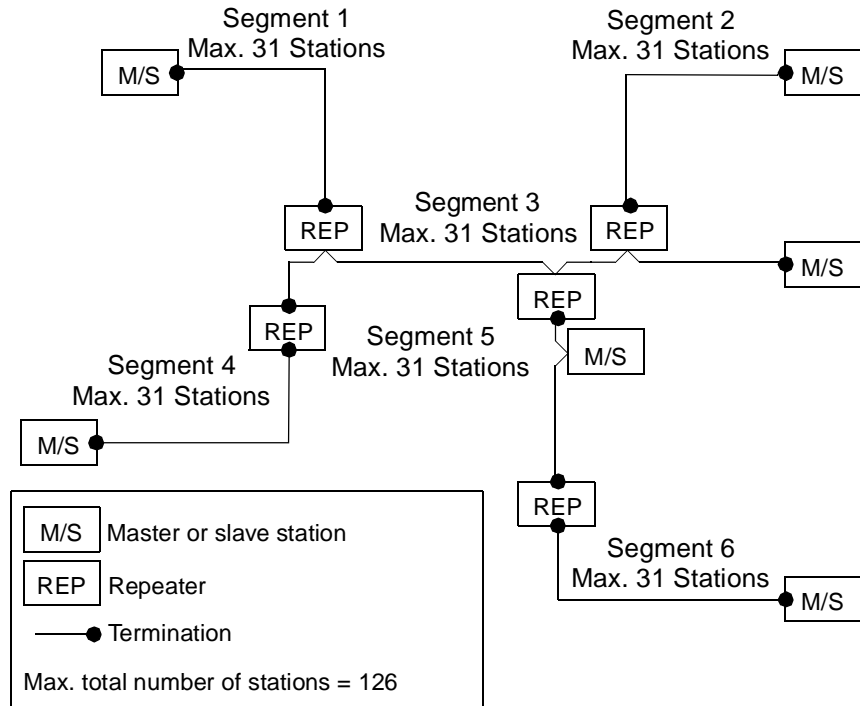 Segment 1
Max. 31 Stations
Segment 2
Max. 31 Stations
M/S
M/S
Segment 3
Max. 31 Stations
REP
REP
M/S
REP
REP
Segment 5
Max. 31 Stations
M/S
Segment 4
Max. 31 Stations
M/S
REP
Segment 6
Max. 31 Stations
M/S
M/S Master or slave station
REP Repeater
Termination
Max. total number of stations = 126